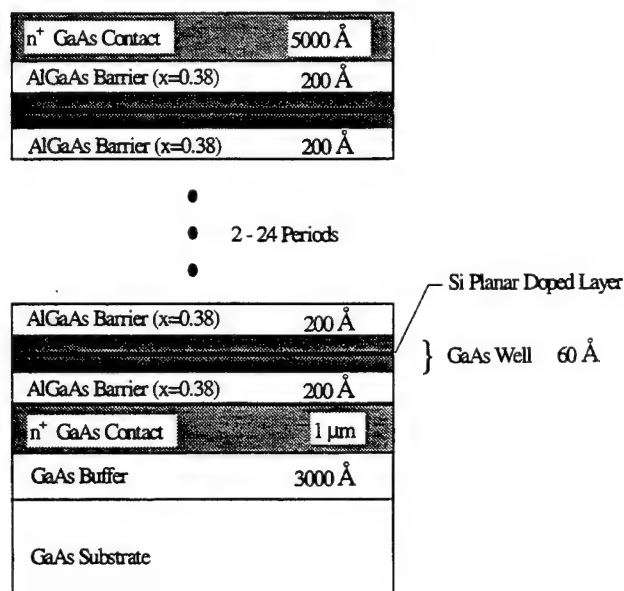 n⁺ GaAs Contact 5000 Å
AlGaAs Barrier (x=0.38) 200 Å
AlGaAs Barrier (x=0.38) 200 Å
2 - 24 Periods
Si Planar Doped Layer
AlGaAs Barrier (x=0.38) 200 Å
} GaAs Well 60 Å
AlGaAs Barrier (x=0.38) 200 Å
n⁺ GaAs Contact 1 μm
GaAs Buffer 3000 Å
GaAs Substrate